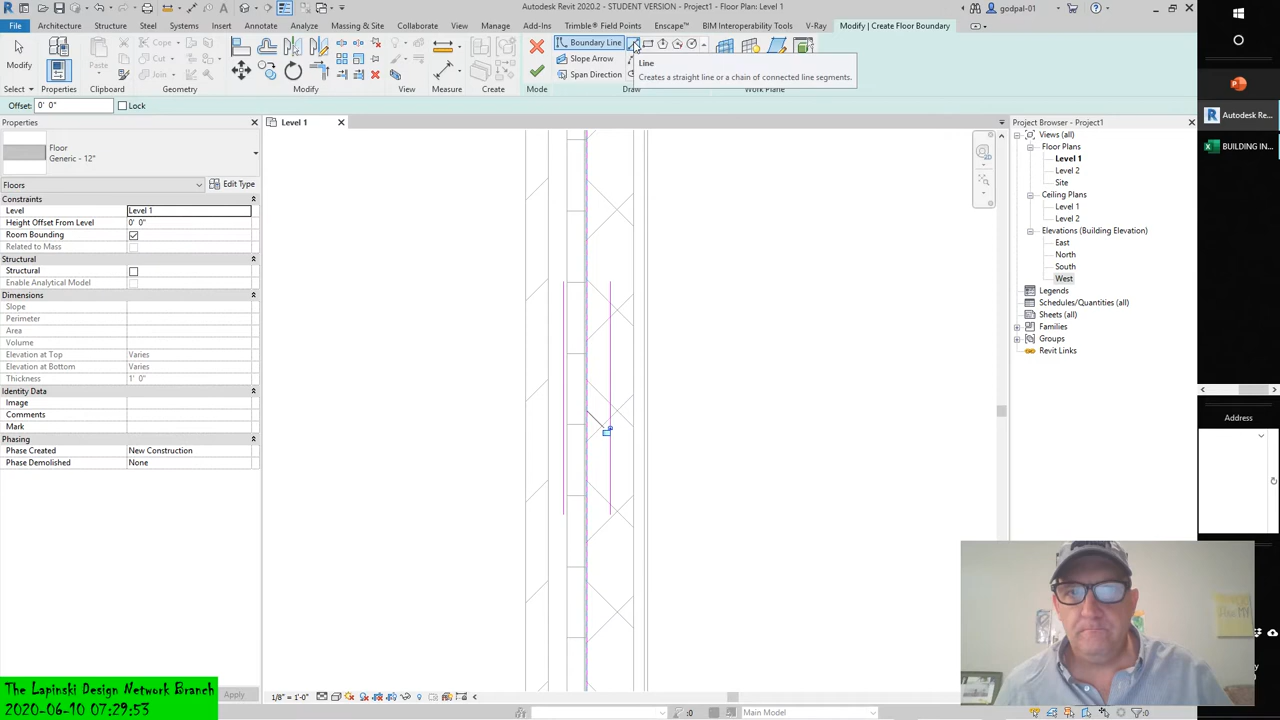 Autodesk Revit 2020.2 - STUDENT VERSION - Project1 - Floor Plan: Level 1
godpal-01
File
Architecture
Structure
Steel
Systems
Insert
Annotate
Analyze
Massing & Site
Collaborate
View
Manage
Add-Ins
Trimble® Field Points
Enscape™
BIM Interoperability Tools
V-Ray
Modify | Create Floor Boundary
Modify
Paste
Boundary Line
Slope Arrow
Span Direction
Line
Creates a straight line or a chain of connected line segments.
Select
Properties
Clipboard
Geometry
Modify
View
Measure
Create
Mode
Draw
Work Plane
Offset: 0' 0"
Lock
Properties
Floor
Generic - 12"
Floors
Edit Type
Constraints
Level
Level 1
Height Offset From Level
0' 0"
Room Bounding
Related to Mass
Structural
Structural
Enable Analytical Model
Dimensions
Slope
Perimeter
Area
Volume
Elevation at Top
Varies
Elevation at Bottom
Varies
Thickness
1' 0"
Identity Data
Image
Comments
Mark
Phasing
Phase Created
New Construction
Phase Demolished
None
Apply
Level 1
Project Browser - Project1
Views (all)
Floor Plans
Level 1
Level 2
Site
Ceiling Plans
Level 1
Level 2
Elevations (Building Elevation)
East
North
South
West
Legends
Schedules/Quantities (all)
Sheets (all)
Families
Groups
Revit Links
Autodesk Re...
BUILDING IN...
Address
1/8" = 1'-0"
:0
Main Model
:0
The Lapinski Design Network Branch
2020-06-10 07:29:53